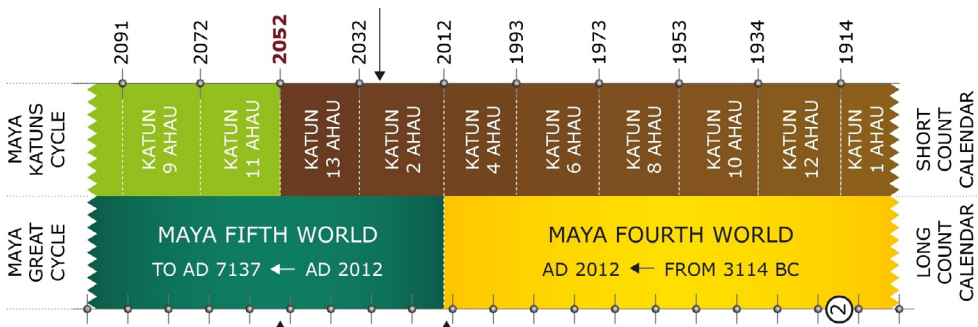 2091
2072
2052
2032
2012
1993
1973
1953
1934
1914
MAYA
KATUNS
CYCLE
KATUN
9 AHAU
KATUN
11 AHAU
KATUN
13 AHAU
KATUN
2 AHAU
KATUN
4 AHAU
KATUN
6 AHAU
KATUN
8 AHAU
KATUN
10 AHAU
KATUN
12 AHAU
KATUN
1 AHAU
SHORT
COUNT
CALENDAR
MAYA
GREAT
CYCLE
MAYA FIFTH WORLD
TO AD 7137 ← AD 2012
MAYA FOURTH WORLD
AD 2012 ← FROM 3114 BC
LONG
COUNT
CALENDAR
2